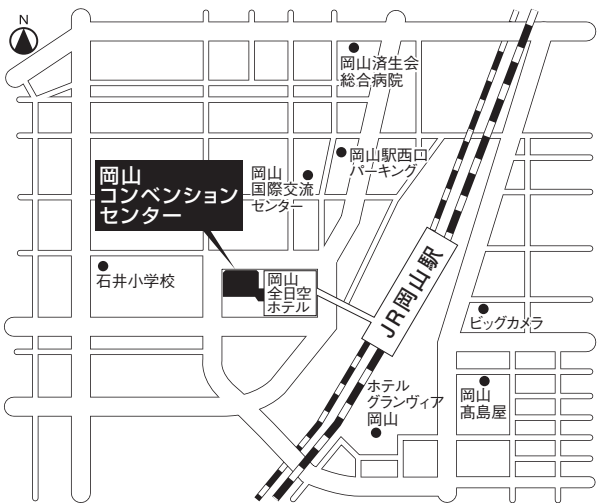 N
岡山済生会
総合病院
岡山駅西口
パーキング
岡山
国際交流
センター
岡山
コンベンション
センター
石井小学校
岡山
全日空
ホテル
JR岡山駅
ビッグカメラ
ホテル
グランヴィア
岡山
岡山
髙島屋